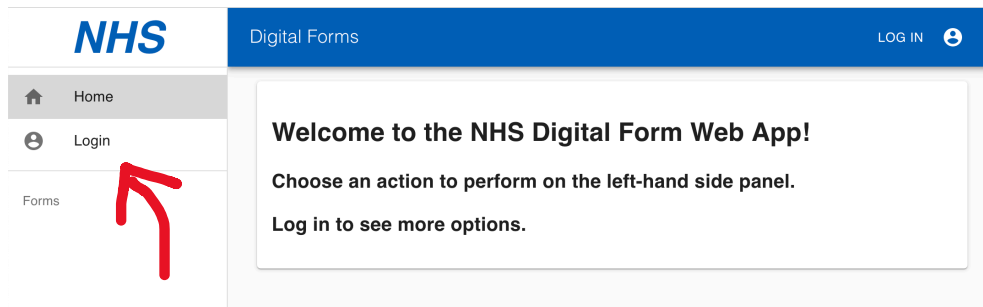 NHS
Digital Forms
LOG IN
Home
Login
Forms
Welcome to the NHS Digital Form Web App!
Choose an action to perform on the left-hand side panel.
Log in to see more options.